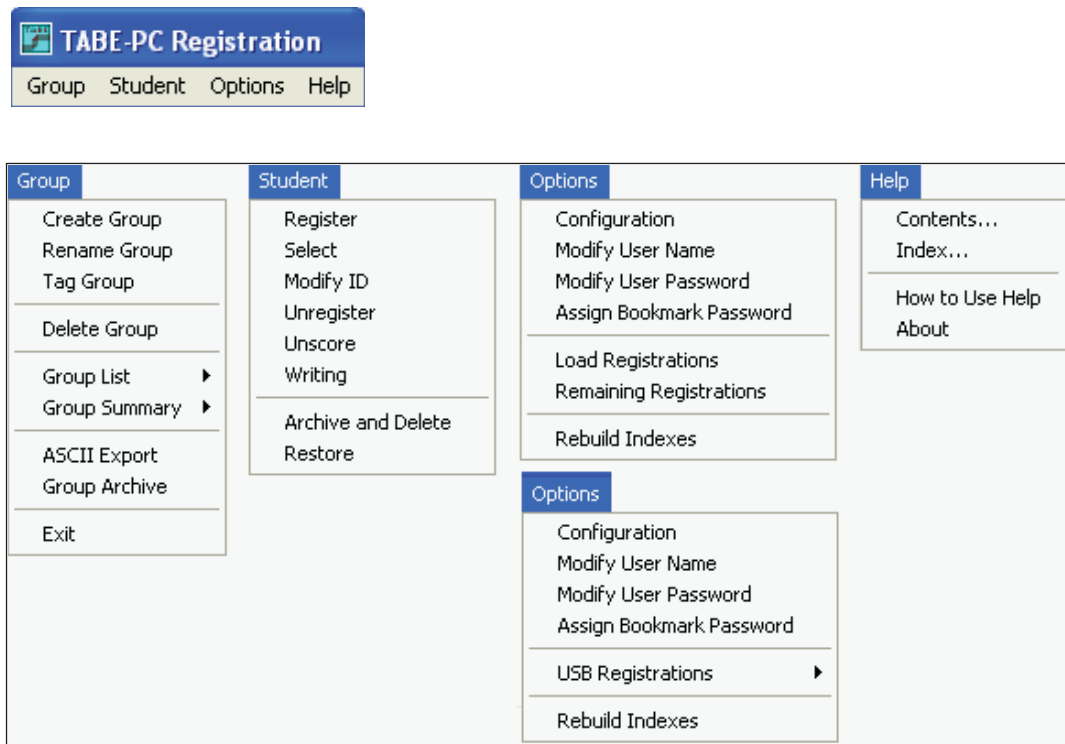 TABE-PC Registration
Group Student Options Help
Group
Create Group
Rename Group
Tag Group
Delete Group
Group List
Group Summary
ASCII Export
Group Archive
Exit
Student
Register
Select
Modify ID
Unregister
Unscore
Writing
Archive and Delete
Restore
Options
Configuration
Modify User Name
Modify User Password
Assign Bookmark Password
Load Registrations
Remaining Registrations
Rebuild Indexes
Options
Configuration
Modify User Name
Modify User Password
Assign Bookmark Password
USB Registrations
Rebuild Indexes
Help
Contents...
Index...
How to Use Help
About